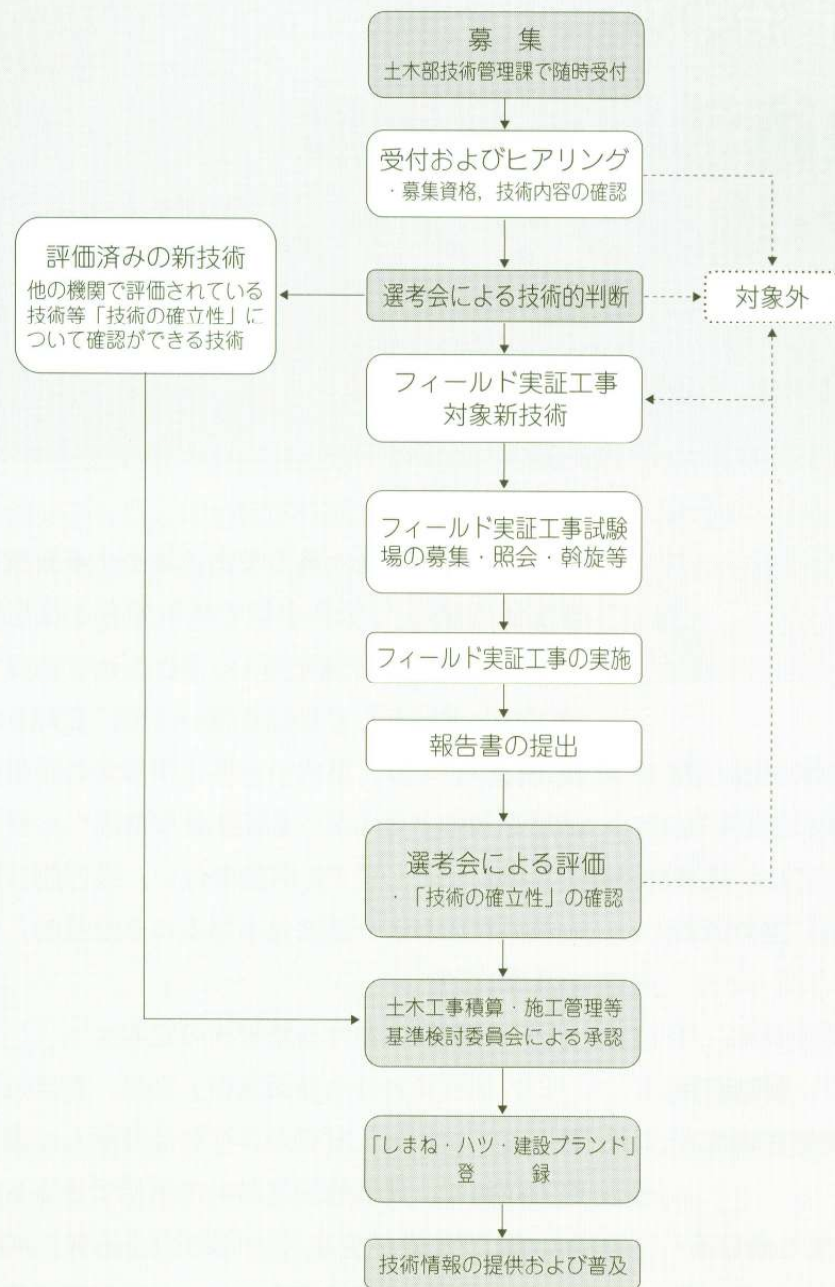 募 集
土木部技術管理課で随時受付
受付およびヒアリング
・募集資格，技術内容の確認
評価済みの新技術
他の機関で評価されている
技術等「技術の確立性」に
ついて確認ができる技術
選考会による技術的判断
対象外
フィールド実証工事
対象新技術
フィールド実証工事試験
場の募集・照会・斡旋等
フィールド実証工事の実施
報告書の提出
選考会による評価
・「技術の確立性」の確認
土木工事積算・施工管理等
基準検討委員会による承認
「しまね・ハツ・建設ブランド」
登 録
技術情報の提供および普及